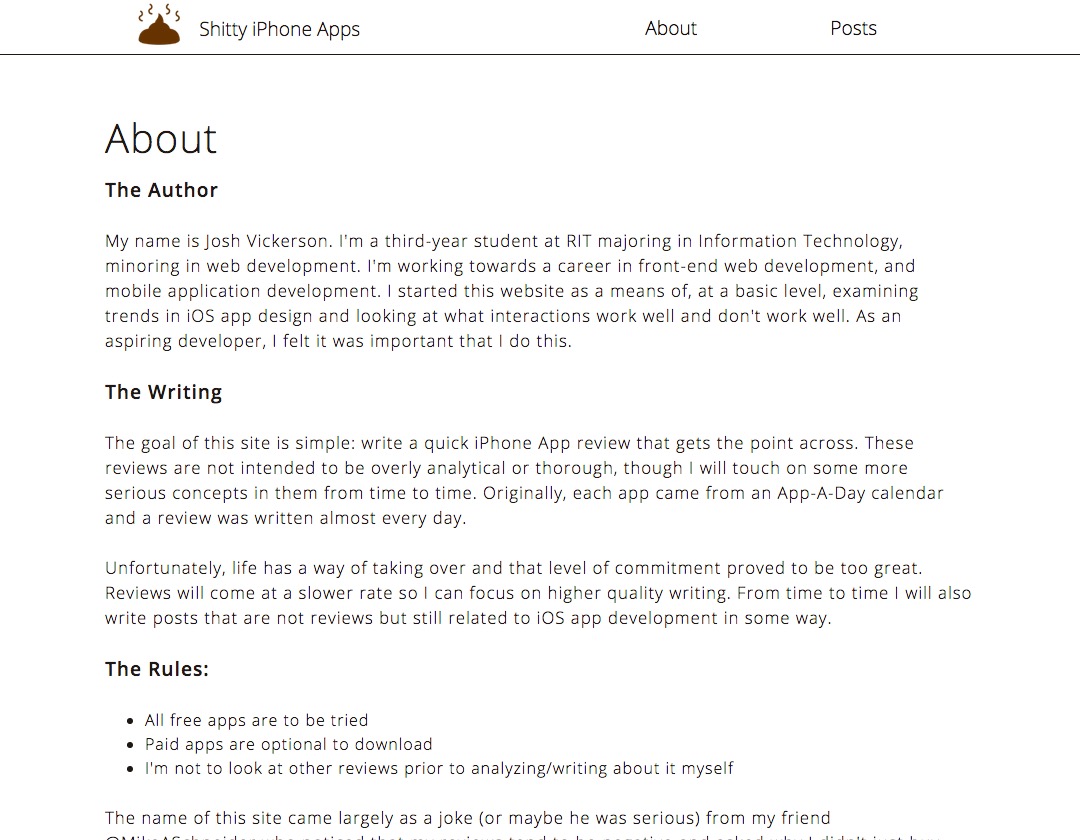 Shitty iPhone Apps About Posts
About
The Author
My name is Josh Vickerson. I'm a third-year student at RIT majoring in Information Technology,
minoring in web development. I'm working towards a career in front-end web development, and
mobile application development. I started this website as a means of, at a basic level, examining
trends in iOS app design and looking at what interactions work well and don't work well. As an
aspiring developer, I felt it was important that I do this.
The Writing
The goal of this site is simple: write a quick iPhone App review that gets the point across. These
reviews are not intended to be overly analytical or thorough, though I will touch on some more
serious concepts in them from time to time. Originally, each app came from an App-A-Day calendar
and a review was written almost every day.
Unfortunately, life has a way of taking over and that level of commitment proved to be too great.
Reviews will come at a slower rate so I can focus on higher quality writing. From time to time I will also
write posts that are not reviews but still related to iOS app development in some way.
The Rules:
• All free apps are to be tried
• Paid apps are optional to download
• I'm not to look at other reviews prior to analyzing/writing about it myself
The name of this site came largely as a joke (or maybe he was serious) from my friend